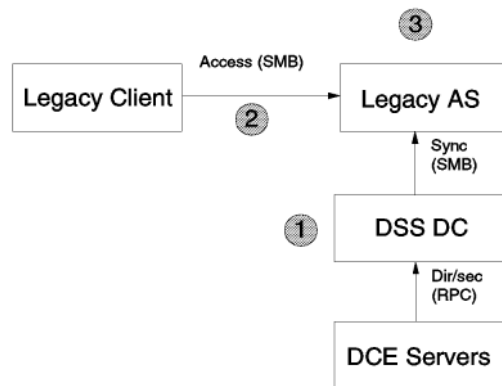 3
Access (SMB)
Legacy Client
Legacy AS
2
Sync
(SMB)
1
DSS DC
Dir/sec
(RPC)
DCE Servers